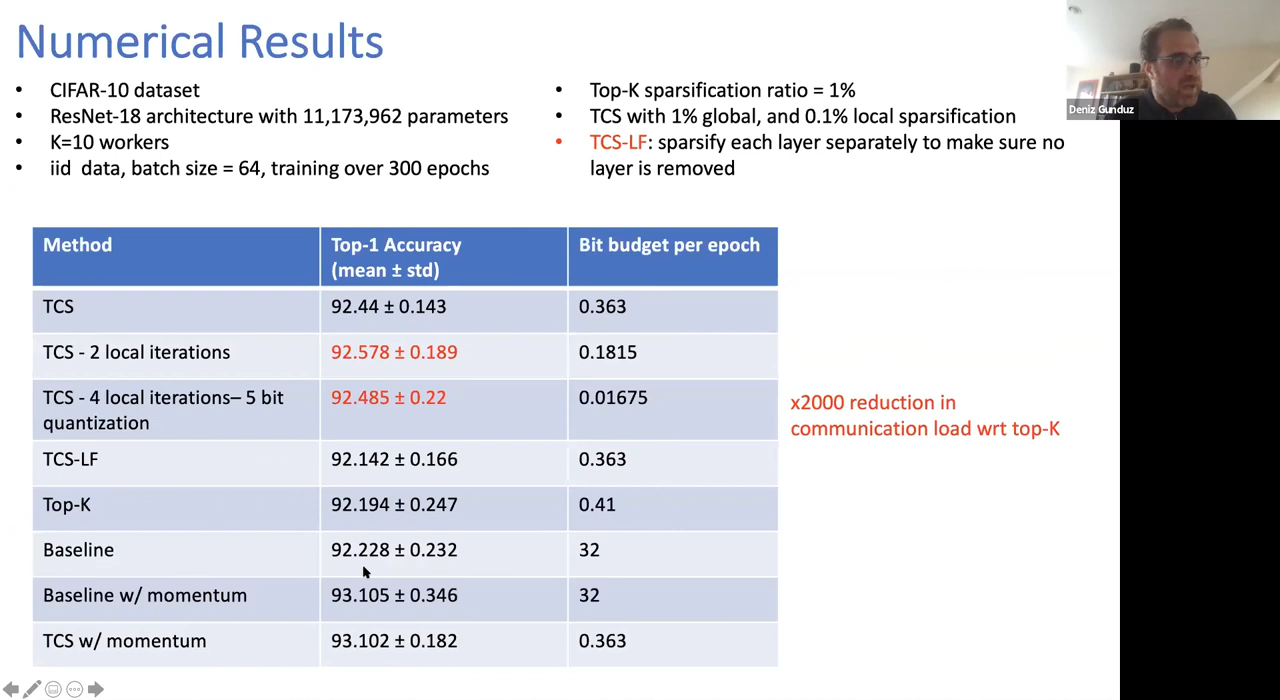 Numerical Results
• CIFAR-10 dataset
• ResNet-18 architecture with 11,173,962 parameters
• K=10 workers
• iid data, batch size = 64, training over 300 epochs
• Top-K sparsification ratio = 1%
• TCS with 1% global, and 0.1% local sparsification
• TCS-LF: sparsify each layer separately to make sure no
layer is removed
Deniz Gunduz
Method
Top-1 Accuracy
(mean ± std)
Bit budget per epoch
TCS
92.44 ± 0.143
0.363
TCS - 2 local iterations
92.578 ± 0.189
0.1815
TCS - 4 local iterations– 5 bit
quantization
92.485 ± 0.22
0.01675
TCS-LF
92.142 ± 0.166
0.363
Top-K
92.194 ± 0.247
0.41
Baseline
92.228 ± 0.232
32
Baseline w/ momentum
93.105 ± 0.346
32
TCS w/ momentum
93.102 ± 0.182
0.363
x2000 reduction in
communication load wrt top-K